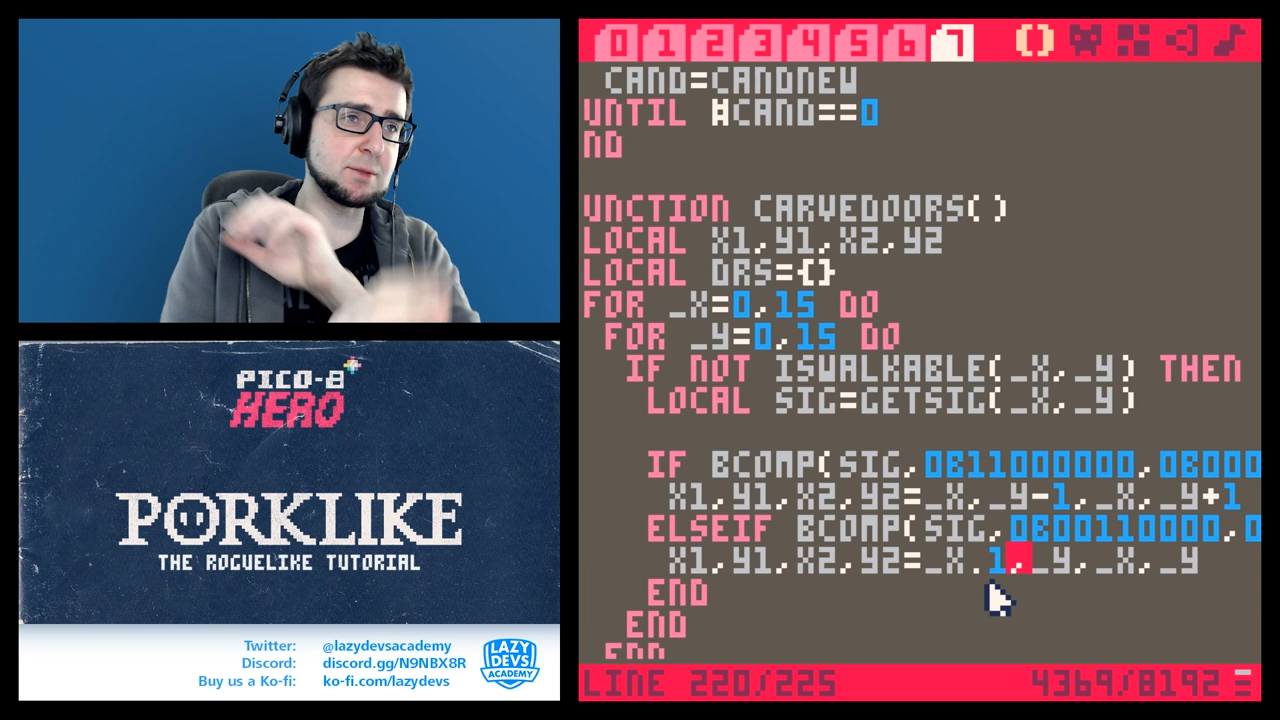 0 1 2 3 4 5 6 7 ()
CAND=CANDNEW
UNTIL #CAND==0
ND
UNCTION CARVEDOORS()
LOCAL X1,Y1,X2,Y2
LOCAL DRS={}
FOR _X=0,15 DO
FOR _Y=0,15 DO
IF NOT ISWALKABLE(_X,_Y) THEN
LOCAL SIG=GETSIG(_X,_Y)
IF BCOMP(SIG,0B11000000,0B000
X1,Y1,X2,Y2=_X,_Y-1,_X,_Y+1
ELSEIF BCOMP(SIG,0B00110000,0
X1,Y1,X2,Y2=_X.1,_Y,_X,_Y
END
END
END
LINE 220/225 4369/8192
PICO-8
HERO
PORKLIKE
THE ROGUELIKE TUTORIAL
Twitter: @lazydevsacademy
Discord: discord.gg/N9NBX8R
Buy us a Ko-fi: ko-fi.com/lazydevs
LAZY
DEVS
ACADEMY